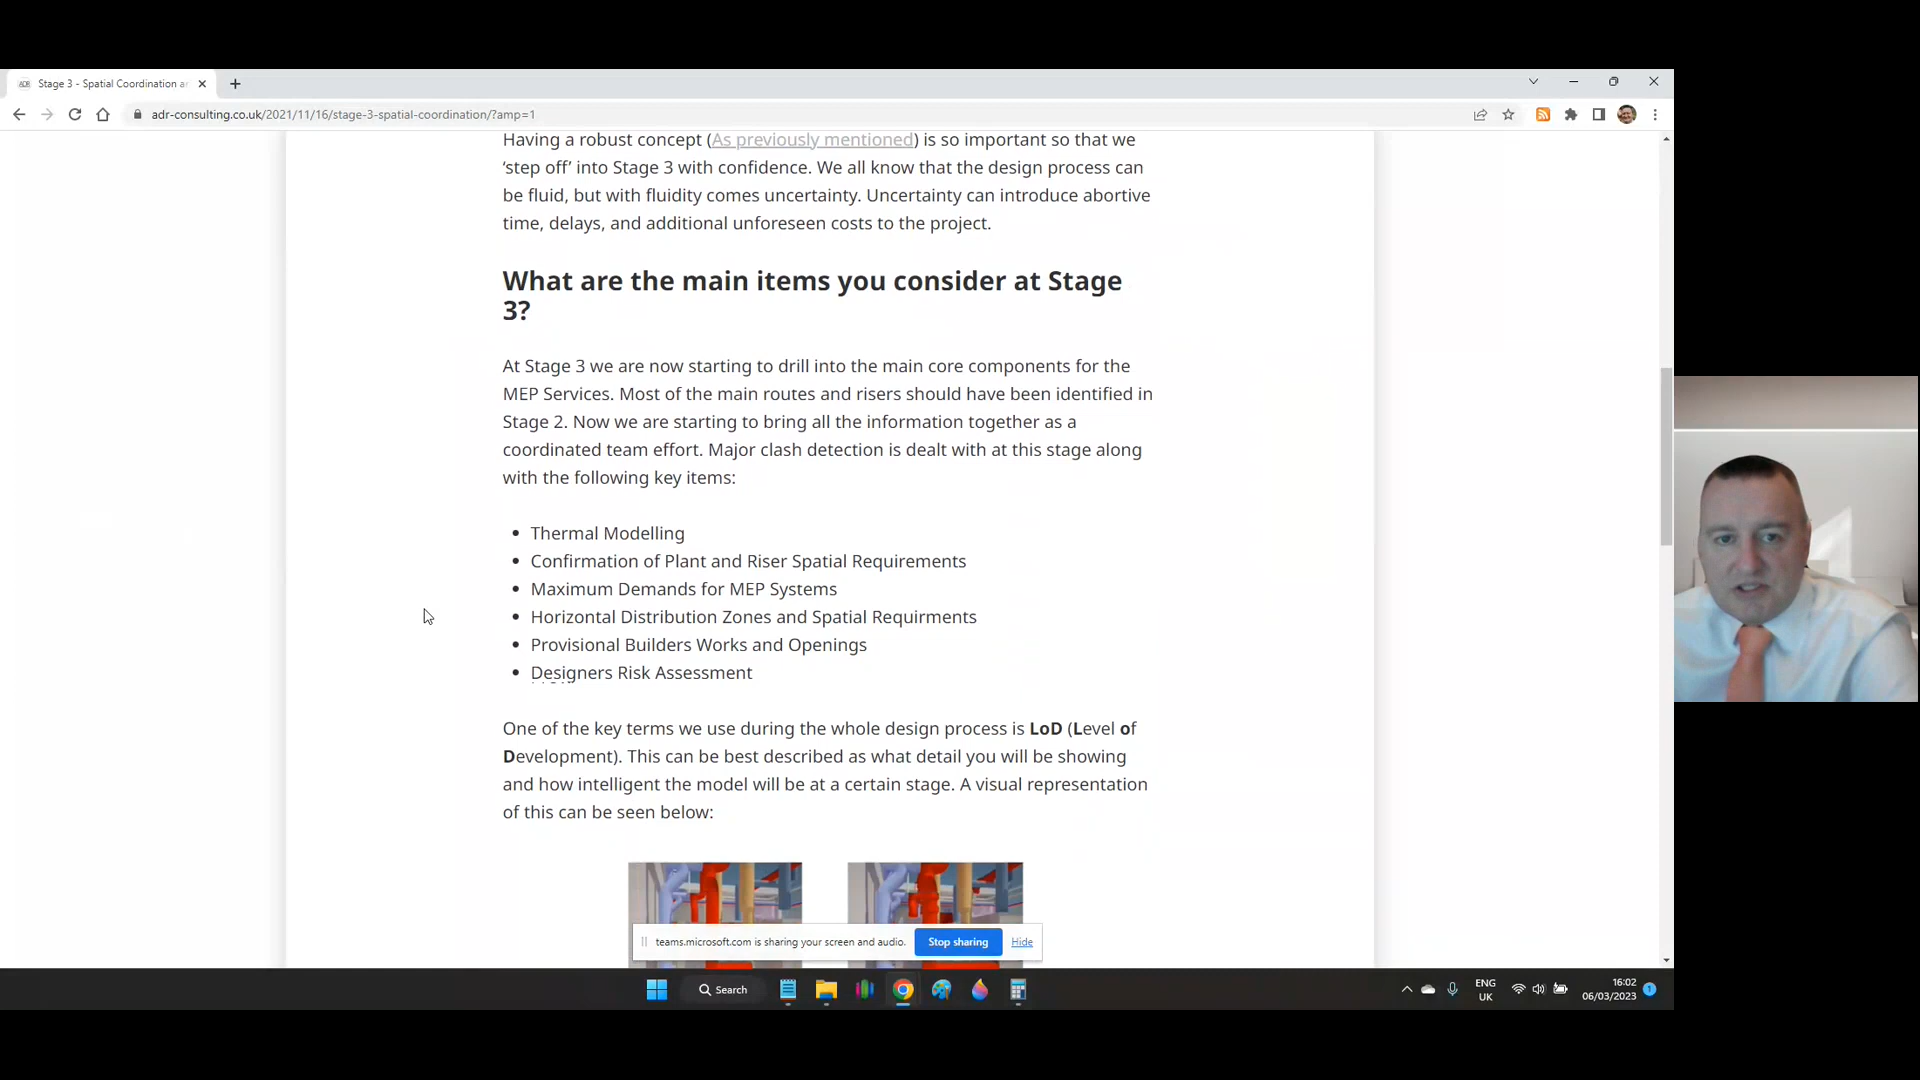 Stage 3 - Spatial Coordination a
adr-consulting.co.uk/2021/11/16/stage-3-spatial-coordination/?amp=1
Having a robust concept (As previously mentioned) is so important so that we
‘step off’ into Stage 3 with confidence. We all know that the design process can
be fluid, but with fluidity comes uncertainty. Uncertainty can introduce abortive
time, delays, and additional unforeseen costs to the project.
What are the main items you consider at Stage
3?
At Stage 3 we are now starting to drill into the main core components for the
MEP Services. Most of the main routes and risers should have been identified in
Stage 2. Now we are starting to bring all the information together as a
coordinated team effort. Major clash detection is dealt with at this stage along
with the following key items:
• Thermal Modelling
• Confirmation of Plant and Riser Spatial Requirements
• Maximum Demands for MEP Systems
• Horizontal Distribution Zones and Spatial Requirments
• Provisional Builders Works and Openings
• Designers Risk Assessment
One of the key terms we use during the whole design process is LoD (Level of
Development). This can be best described as what detail you will be showing
and how intelligent the model will be at a certain stage. A visual representation
of this can be seen below:
teams.microsoft.com is sharing your screen and audio. Stop sharing Hide
Search
ENG
UK
16:02
06/03/2023
1